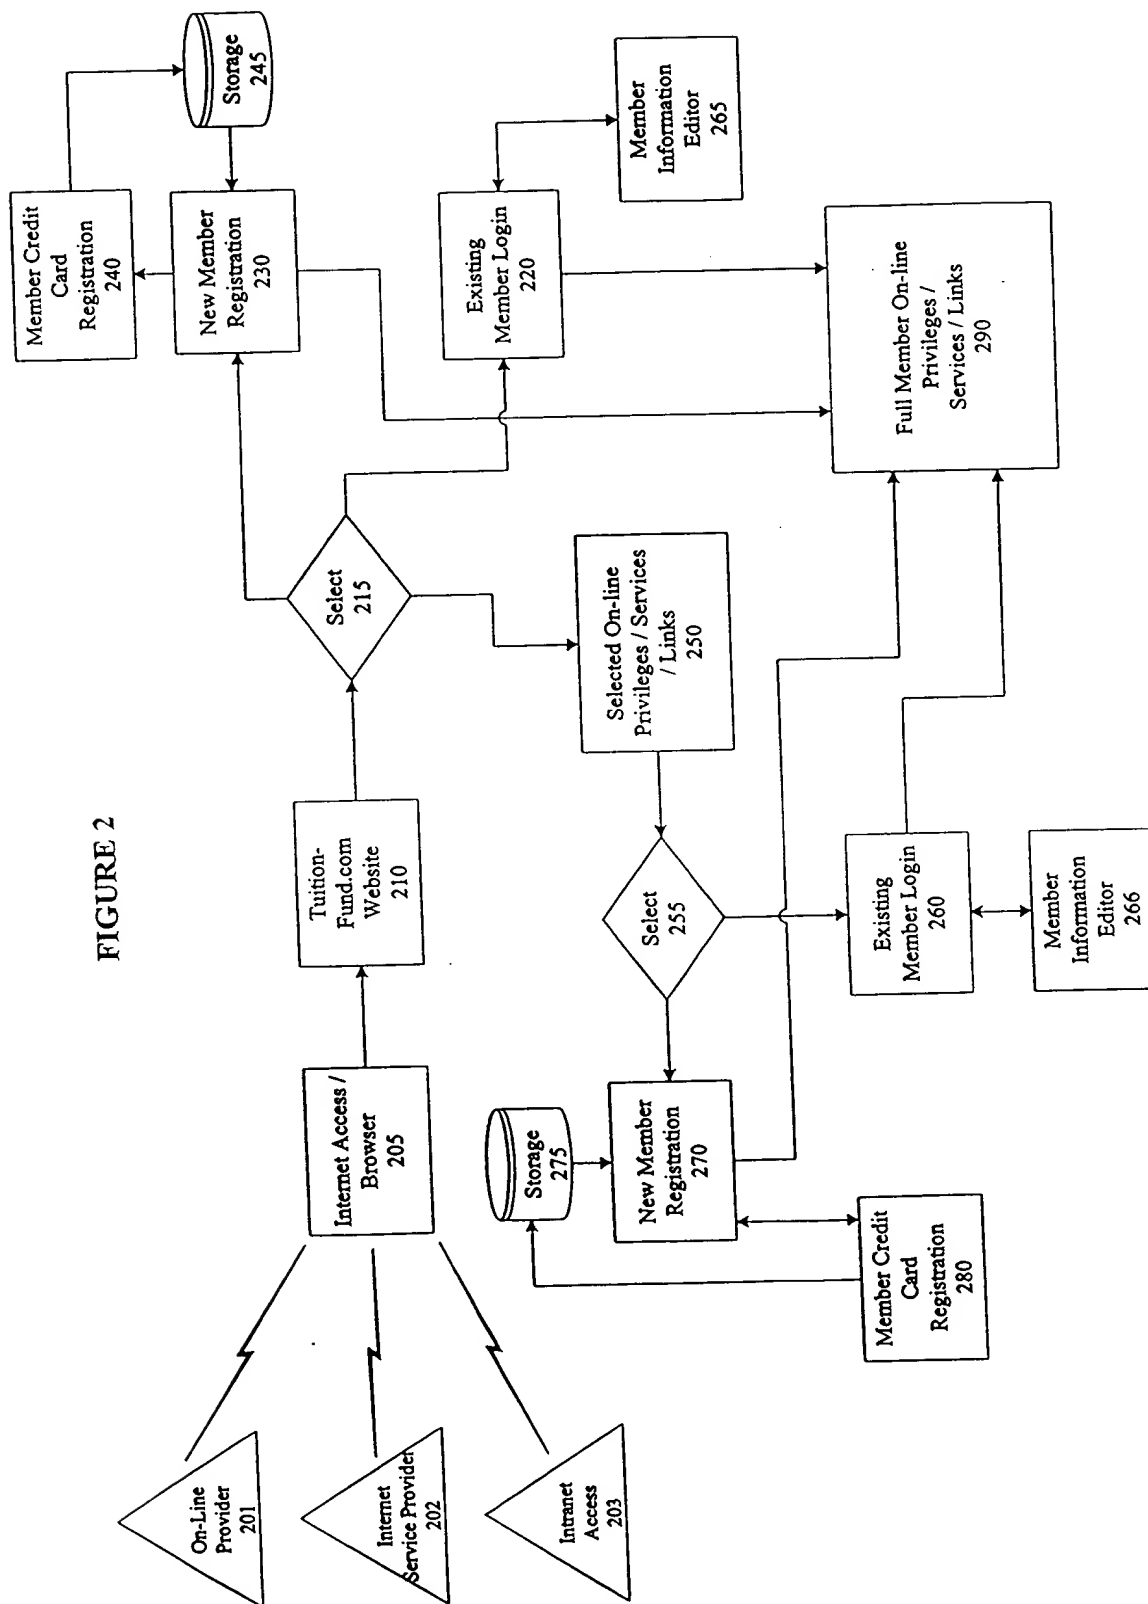 FIGURE 2
On-Line
Provider
201
Internet
Service Provider
202
Intranet
Access
203
Internet Access /
Browser
205
Tuition-
Fund.com
Website
210
Select
215
New Member
Registration
230
Member Credit
Card
Registration
240
Storage
245
Existing
Member Login
220
Member
Information
Editor
265
Selected On-line
Privileges / Services
/ Links
250
Select
255
Storage
275
New Member
Registration
270
Member Credit
Card
Registration
280
Existing
Member Login
260
Member
Information
Editor
266
Full Member On-line
Privileges /
Services / Links
290